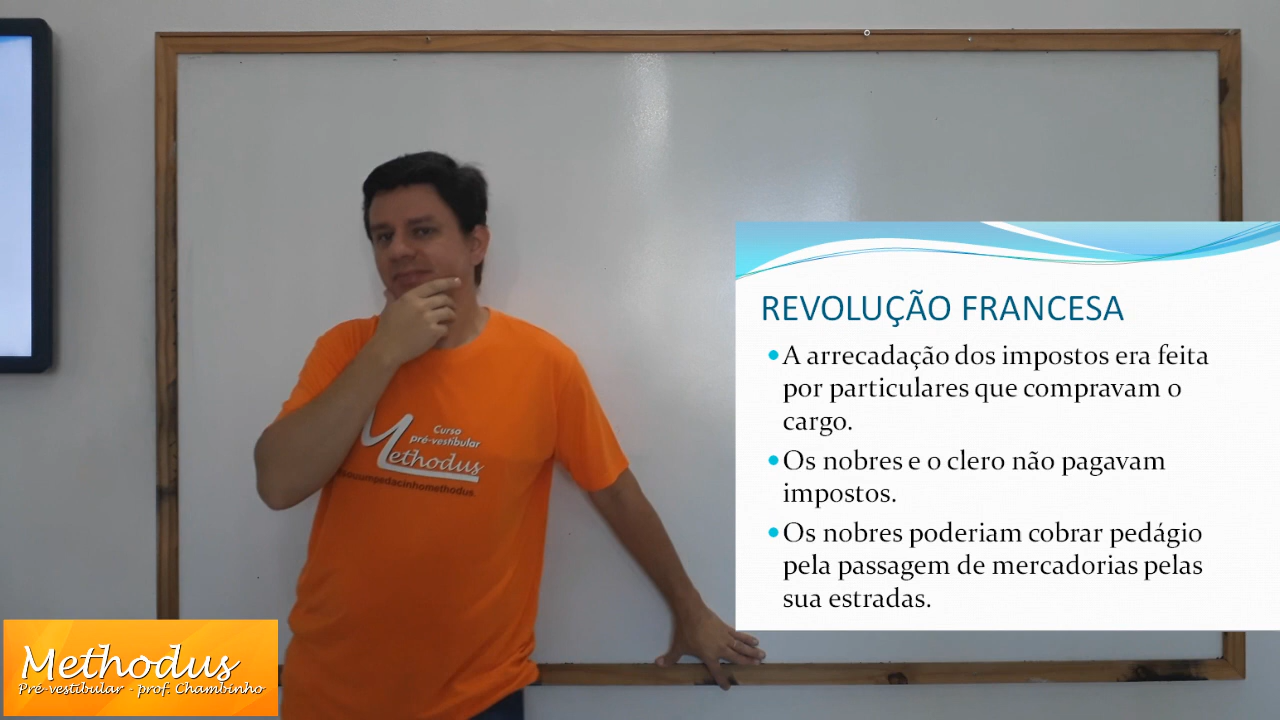 REVOLUÇÃO FRANCESA
A arrecadação dos impostos era feita
por particulares que compravam o
cargo.
Os nobres e o clero não pagavam
impostos.
Os nobres poderiam cobrar pedágio
pela passagem de mercadorias pelas
sua estradas.
Curso
pré-vestibular
Methodus
Methodus
Pré-vestibular - prof. Chambinho